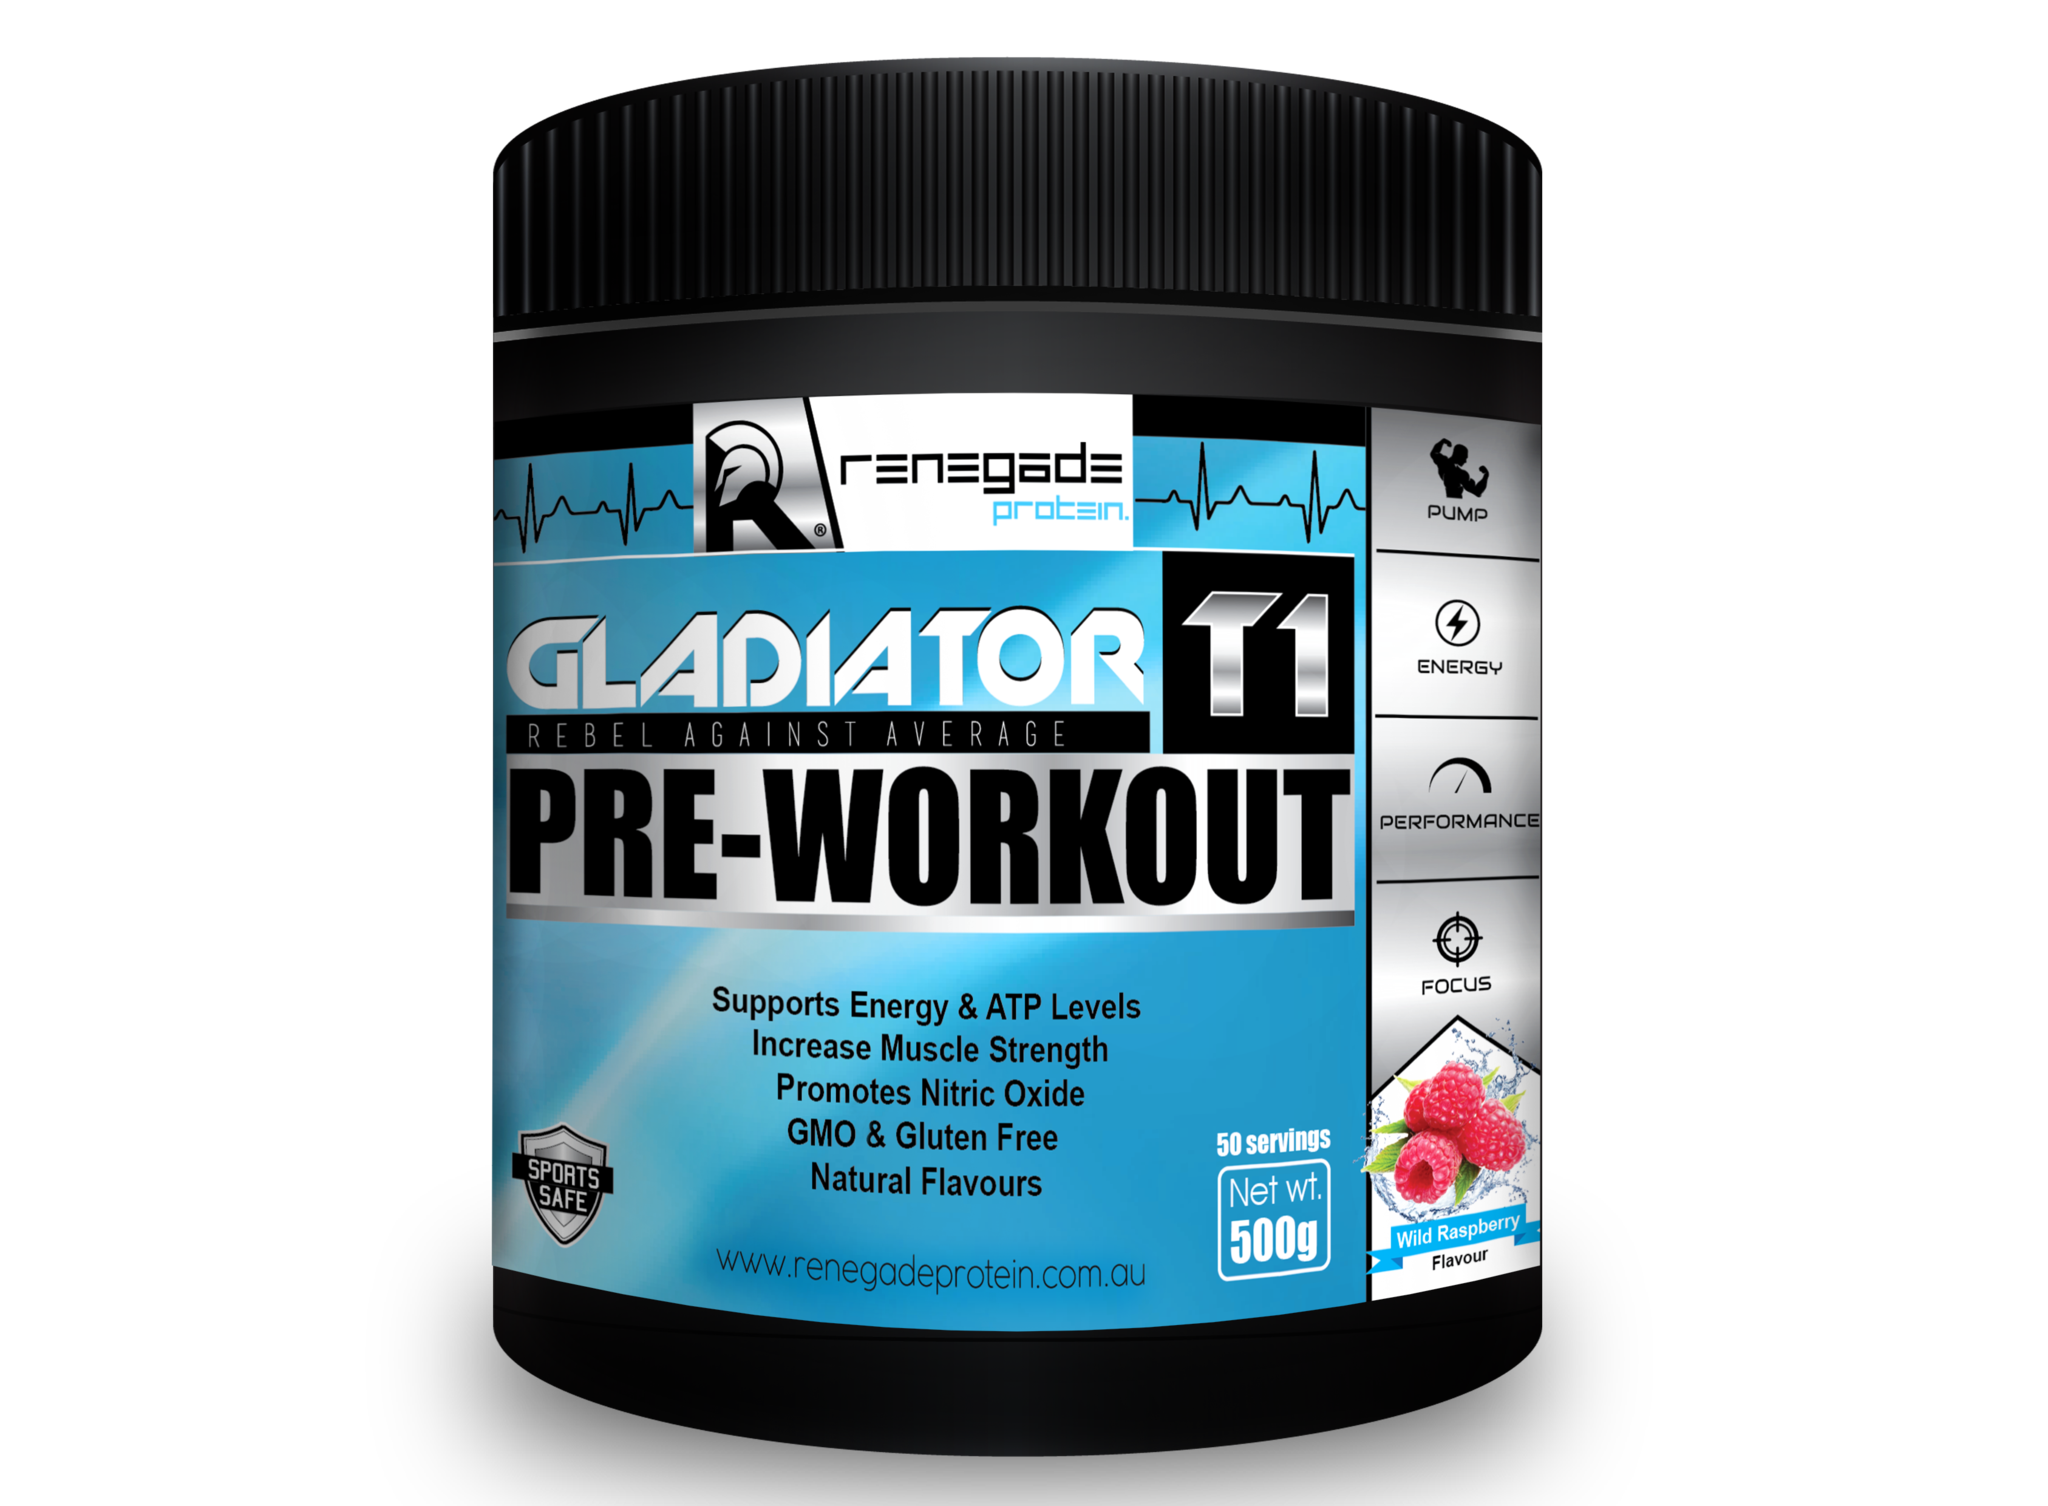 R®
renegade
protein.
GLADIATOR
T1
REBEL AGAINST AVERAGE
PRE-WORKOUT
Supports Energy & ATP Levels
Increase Muscle Strength
Promotes Nitric Oxide
GMO & Gluten Free
Natural Flavours
SPORTS
SAFE
www.renegadeprotein.com.au
50 servings
Net wt.
500g
PUMP
ENERGY
PERFORMANCE
FOCUS
Wild Raspberry
Flavour